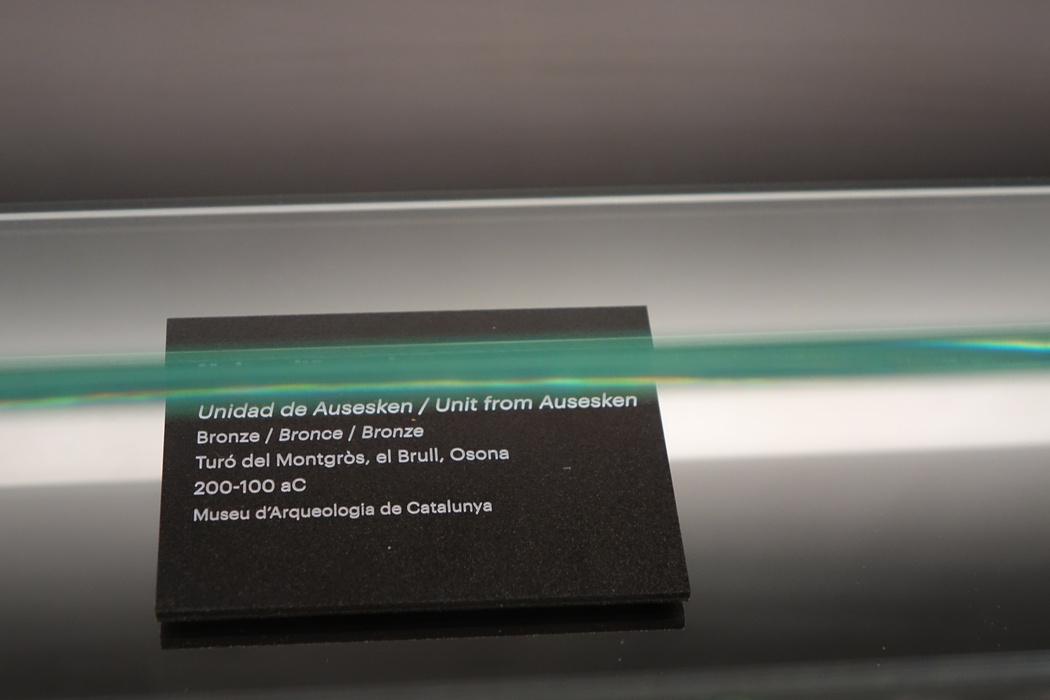 Unidad de Ausesken / Unit from Ausesken
Bronze / Bronce / Bronze
Turó del Montgròs, el Brull, Osona
200-100 aC
Museu d'Arqueologia de Catalunya